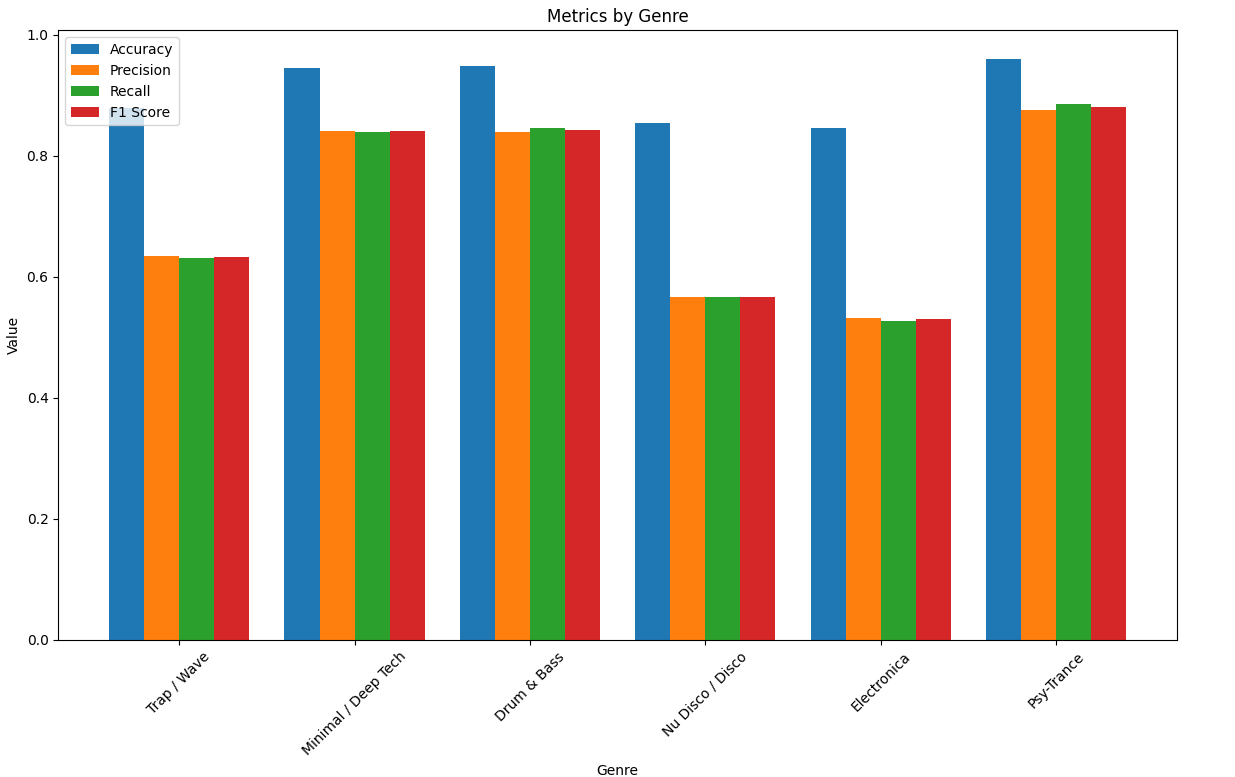 Metrics by Genre
Accuracy
Precision
Recall
F1 Score
1.0
0.8
0.6
0.4
0.2
0.0
Value
Trap / Wave
Minimal / Deep Tech
Drum & Bass
Nu Disco / Disco
Electronica
Psy-Trance
Genre